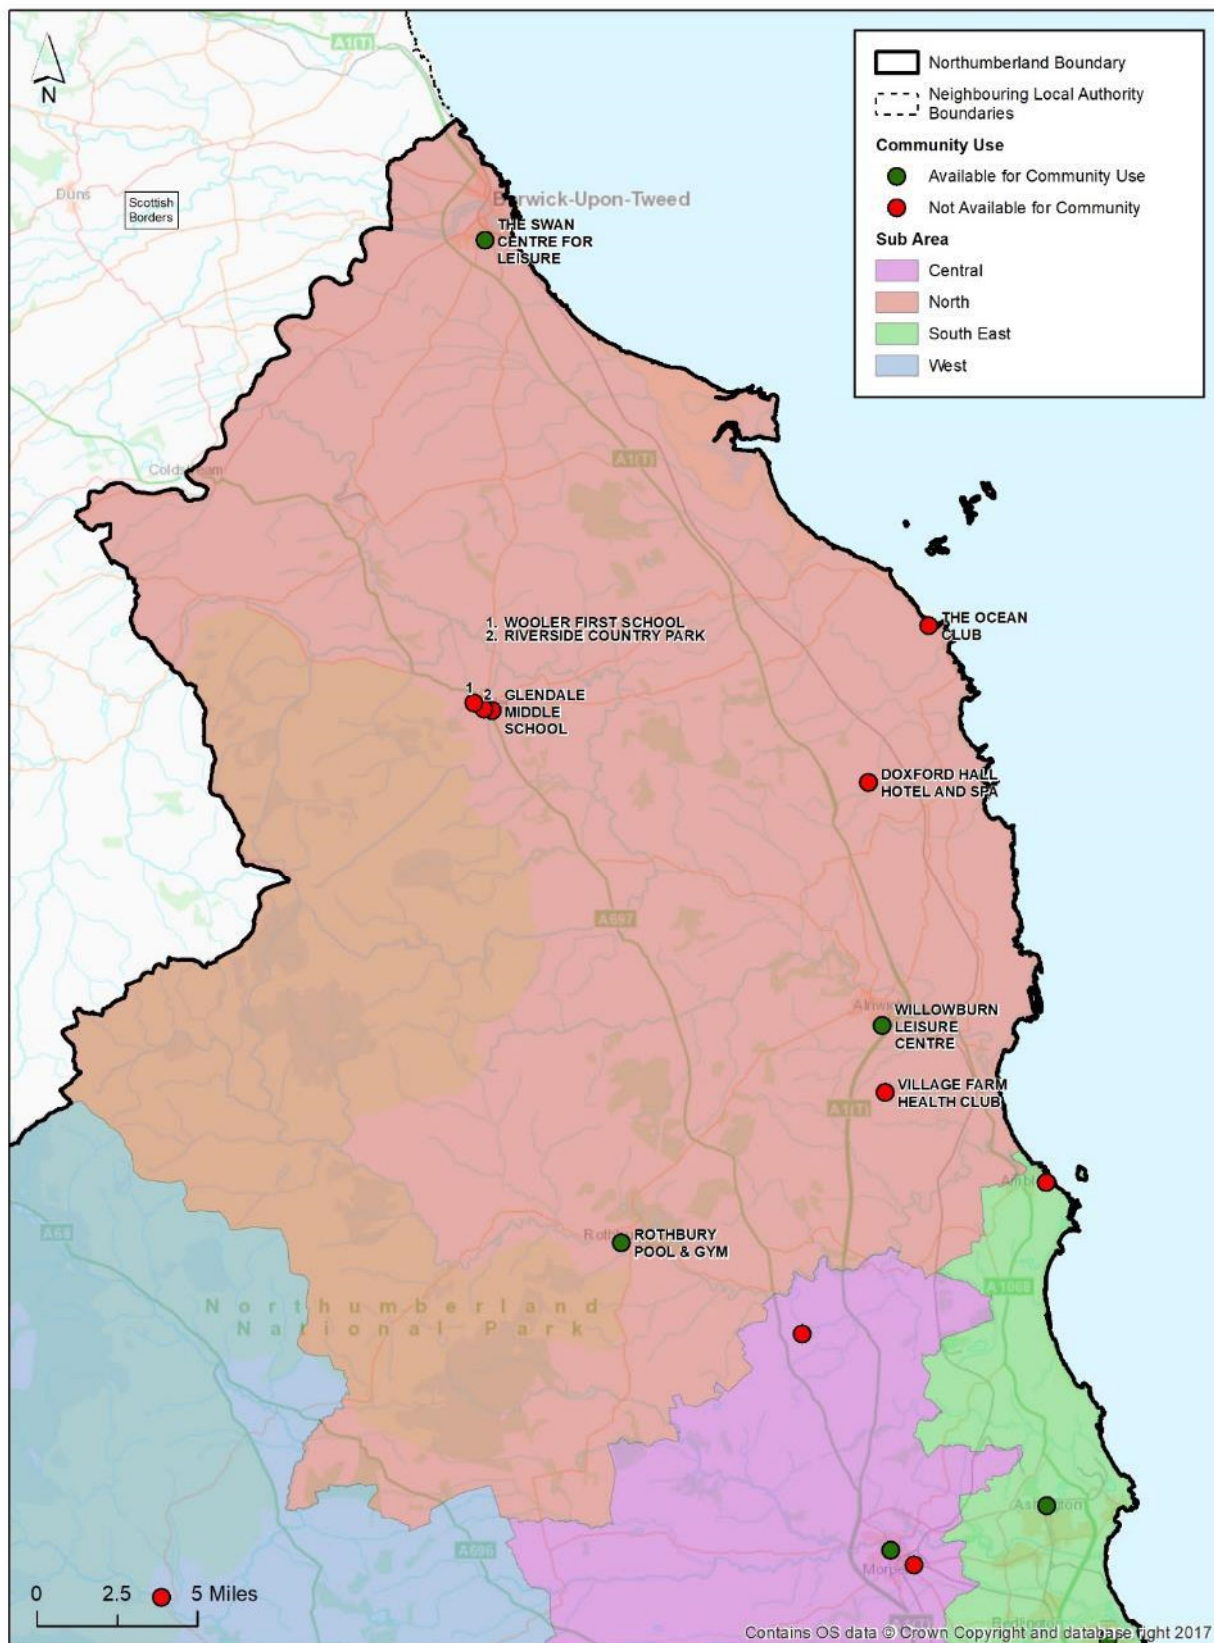 A1(T)
N
Duns
Scottish
Borders
Northumberland Boundary
Neighbouring Local Authority
Boundaries
Community Use
Available for Community Use
Not Available for Community
Sub Area
Central
North
South East
West
Berwick-Upon-Tweed
THE SWAN
CENTRE FOR
LEISURE
A1(T)
Coldstream
1. WOOLER FIRST SCHOOL
2. RIVERSIDE COUNTRY PARK
THE OCEAN
CLUB
1
2
GLENDALE
MIDDLE
SCHOOL
DOXFORD HALL
HOTEL AND SPA
A697
Alnwick
WILLOWBURN
LEISURE
CENTRE
VILLAGE FARM
HEALTH CLUB
A1(T)
Amble
A68
ROTHBURY
POOL & GYM
A1068
Northumberland
National Park
Ashington
A696
Morpeth
0 2.5 5 Miles
A1(T)
Bedlington
Contains OS data © Crown Copyright and database right 2017